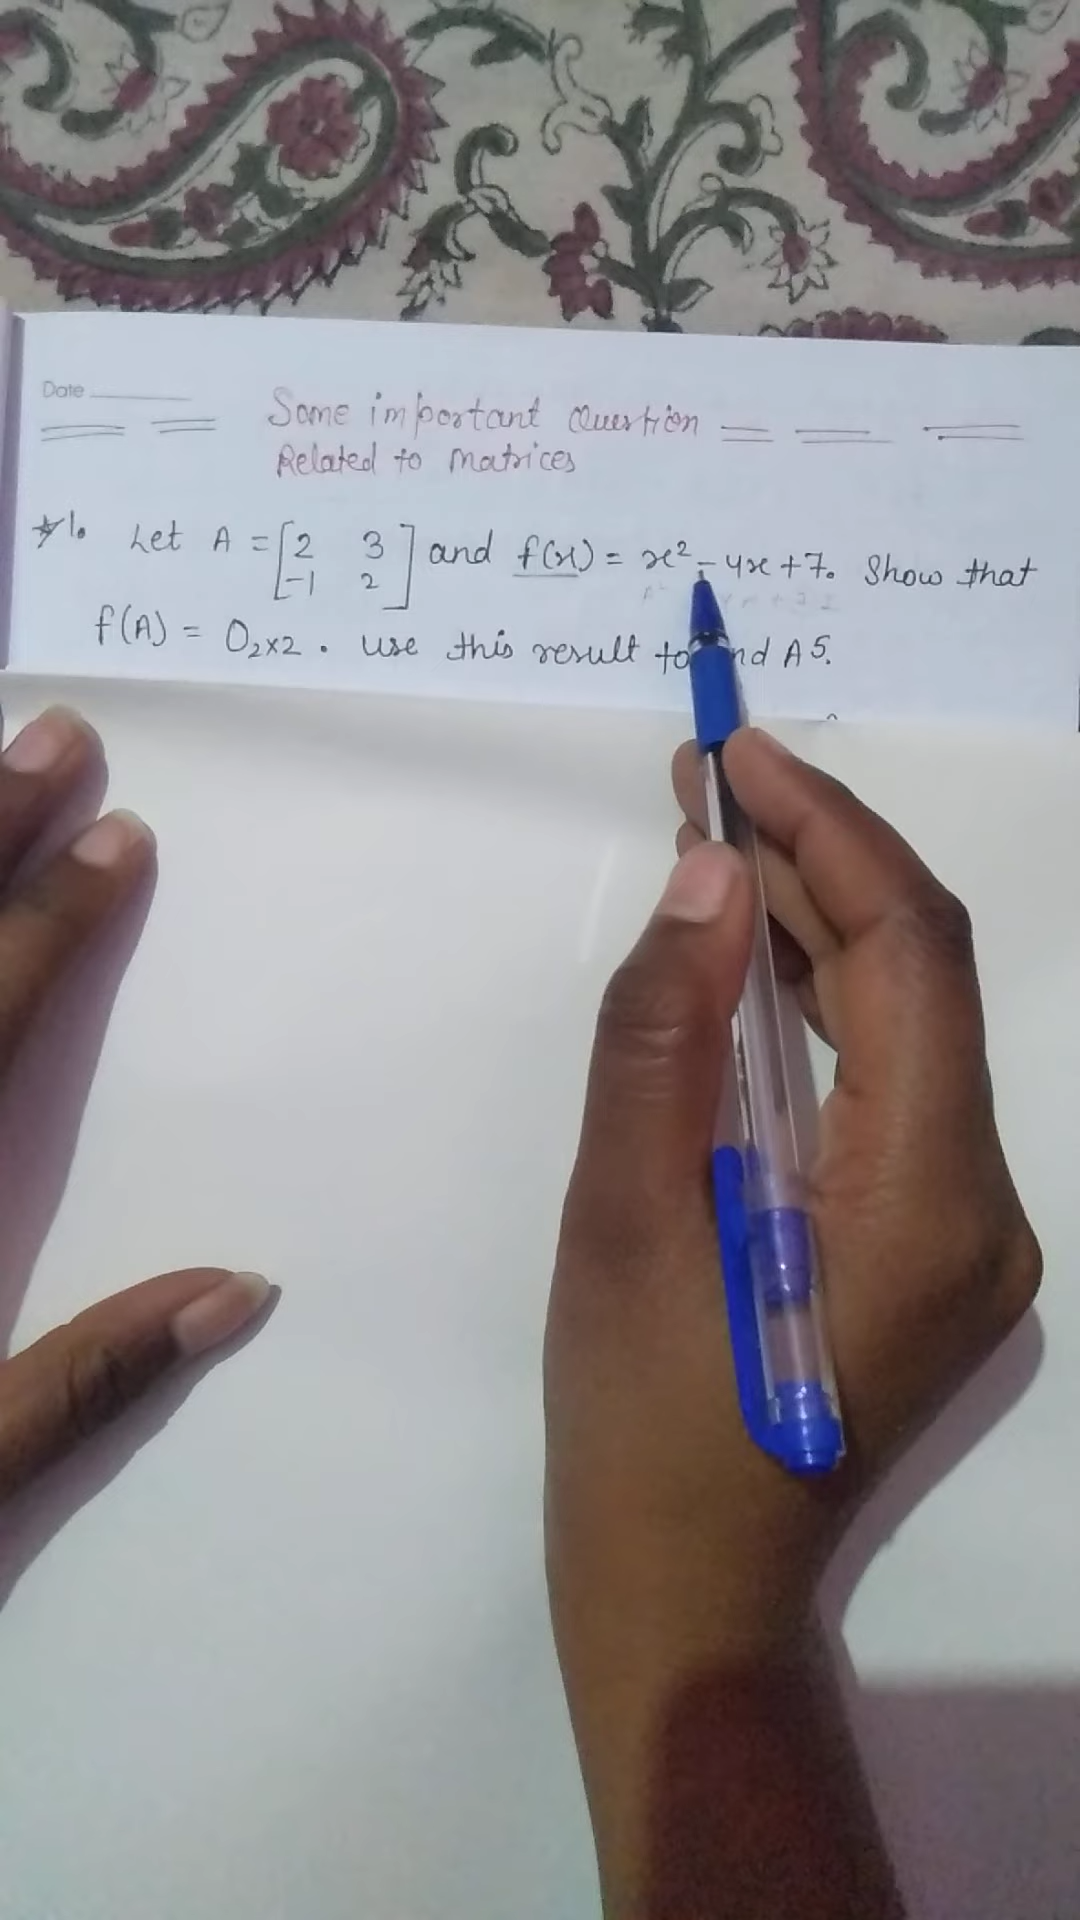 Date
Some important Question
Related to Matrices
1. Let A = [2 3] and f(x) = x² - 4x + 7. Show that
[-1 2]
f(A) = O2x2. use this result to nd A5.